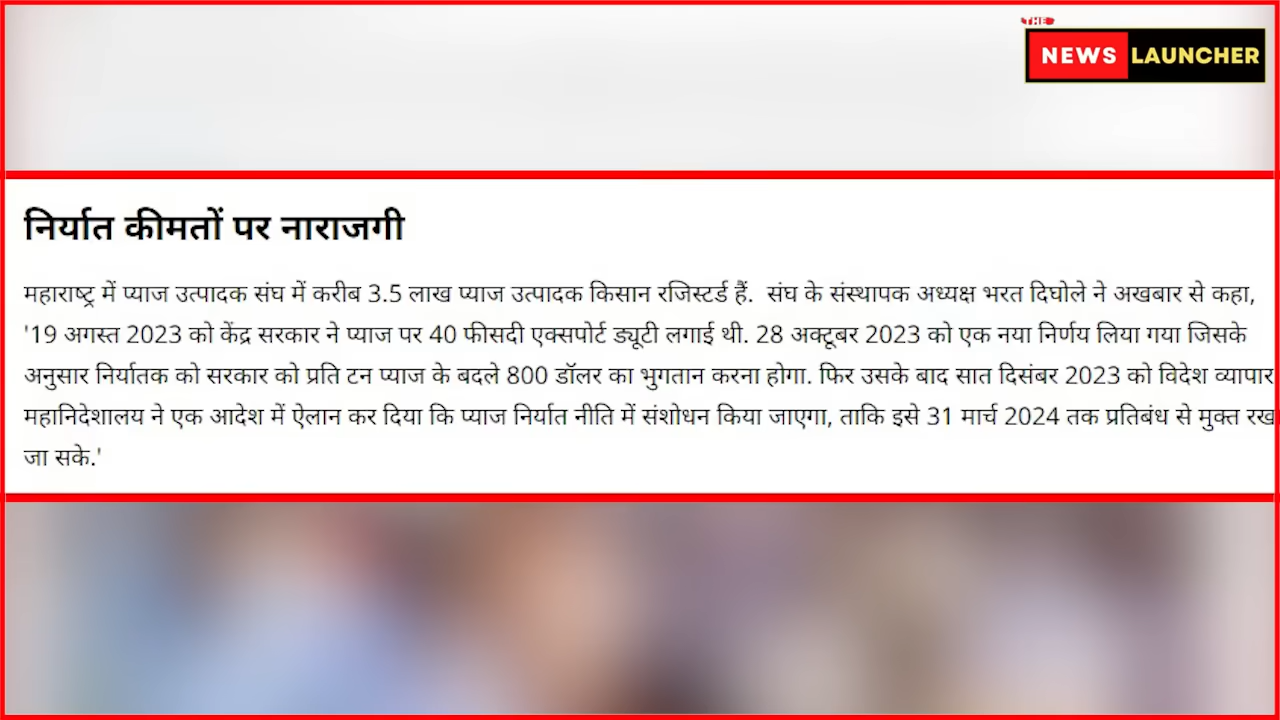 THE
NEWS LAUNCHER
निर्यात कीमतों पर नाराजगी
महाराष्ट्र में प्याज उत्पादक संघ में करीब 3.5 लाख प्याज उत्पादक किसान रजिस्टर्ड हैं. संघ के संस्थापक अध्यक्ष भरत दिघोले ने अखबार से कहा,
'19 अगस्त 2023 को केंद्र सरकार ने प्याज पर 40 फीसदी एक्सपोर्ट ड्यूटी लगाई थी. 28 अक्टूबर 2023 को एक नया निर्णय लिया गया जिसके
अनुसार निर्यातक को सरकार को प्रति टन प्याज के बदले 800 डॉलर का भुगतान करना होगा. फिर उसके बाद सात दिसंबर 2023 को विदेश व्यापार
महानिदेशालय ने एक आदेश में ऐलान कर दिया कि प्याज निर्यात नीति में संशोधन किया जाएगा, ताकि इसे 31 मार्च 2024 तक प्रतिबंध से मुक्त रखा
जा सके.'